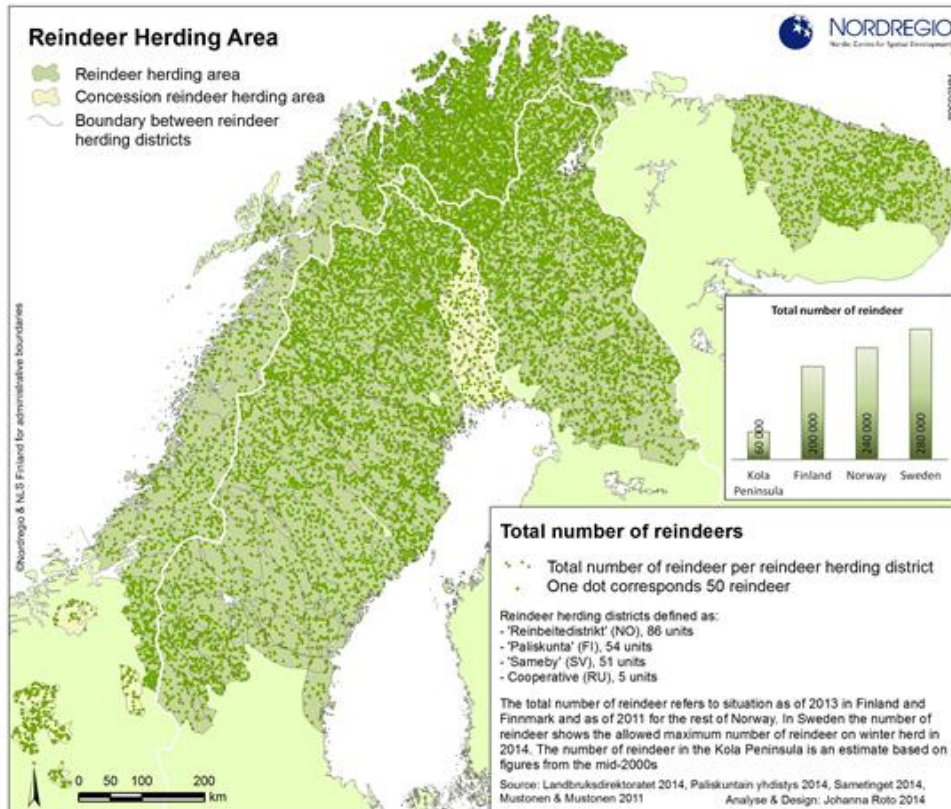 Reindeer Herding Area
Reindeer herding area
Concession reindeer herding area
Boundary between reindeer
herding districts
NORDREGIO
Nordic Centre for Spatial Development
©Nordregio & NLS Finland for administrative boundaries
Total number of reindeer
60 000
200 000
240 000
280 000
Kola
Peninsula
Finland
Norway
Sweden
Total number of reindeers
Total number of reindeer per reindeer herding district
One dot corresponds 50 reindeer
Reindeer herding districts defined as:
- 'Reinbeitedistrikt' (NO), 86 units
- 'Paliskunta' (FI), 54 units
- 'Sameby' (SV), 51 units
- Cooperative (RU), 5 units
The total number of reindeer refers to situation as of 2013 in Finland and
Finnmark and as of 2011 for the rest of Norway. In Sweden the number of
reindeer shows the allowed maximum number of reindeer on winter herd in
2014. The number of reindeer in the Kola Peninsula is an estimate based on
figures from the mid-2000s
Source: Landbruksdirektoratet 2014, Paliskuntain yhdistys 2014, Sametinget 2014,
Mustonen & Mustonen 2011
Analyse & Design: Johanna Roto 2014
0 50 100 200
km